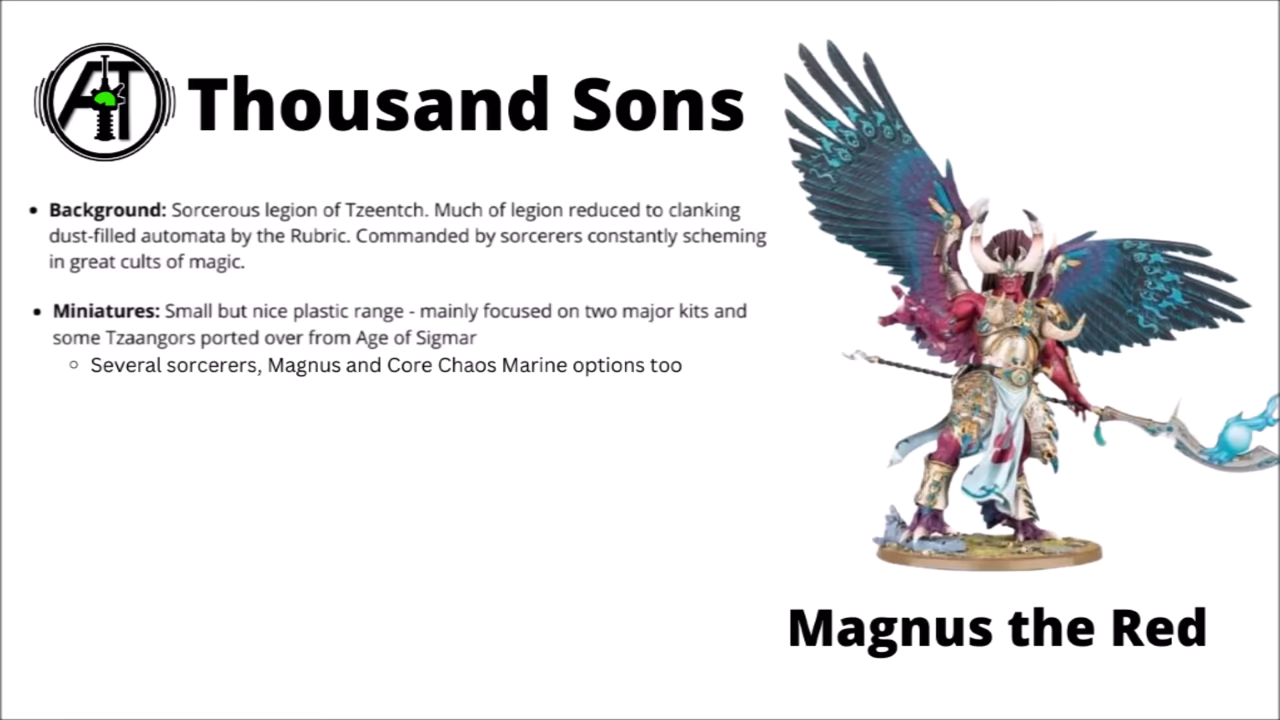 AT
Thousand Sons
• Background: Sorcerous legion of Tzeentch. Much of legion reduced to clanking
dust-filled automata by the Rubric. Commanded by sorcerers constantly scheming
in great cults of magic.
• Miniatures: Small but nice plastic range - mainly focused on two major kits and
some Tzaangors ported over from Age of Sigmar
○ Several sorcerers, Magnus and Core Chaos Marine options too
Magnus the Red